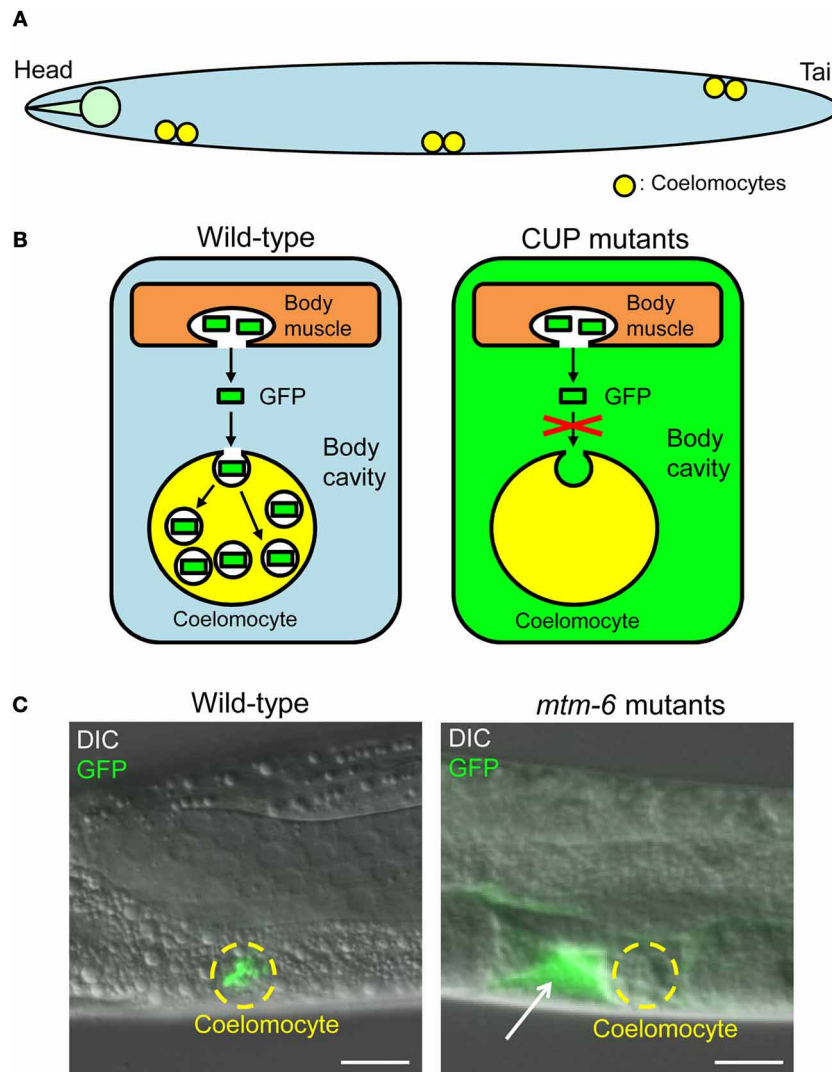 A
Head
Tai
: Coelomocytes
B
Wild-type
CUP mutants
Body
muscle
GFP
Body
cavity
Coelomocyte
Body
muscle
GFP
Body
cavity
Coelomocyte
C
Wild-type
mtm-6 mutants
DIC
GFP
Coelomocyte
DIC
GFP
Coelomocyte